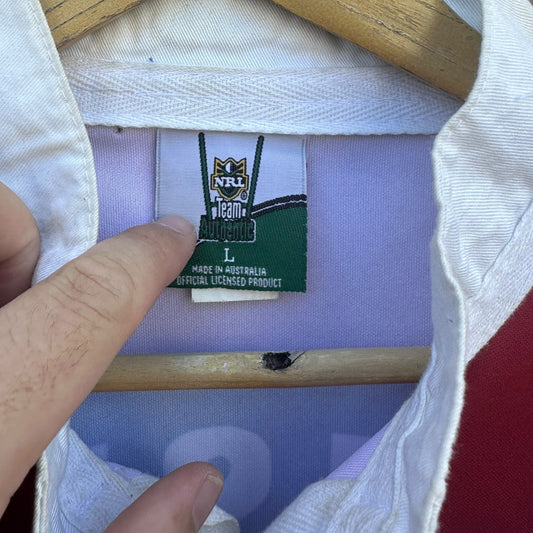 NRL
®
Team
Authentic
L
MADE IN AUSTRALIA
OFFICIAL LICENSED PRODUCT